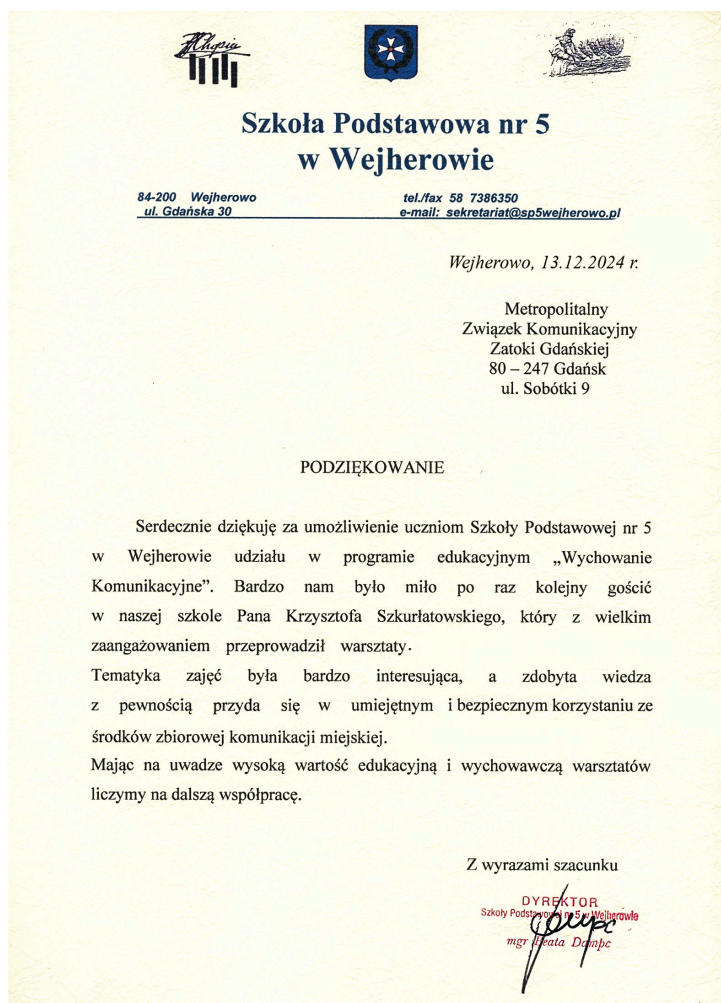 Chopin
Szkoła Podstawowa nr 5
w Wejherowie
84-200 Wejherowo
ul. Gdańska 30
tel./fax 58 7386350
e-mail: sekretariat@sp5wejherowo.pl
Wejherowo, 13.12.2024 r.
Metropolitalny
Związek Komunikacyjny
Zatoki Gdańskiej
80 – 247 Gdańsk
ul. Sobótki 9
PODZIĘKOWANIE
Serdecznie dziękuję za umożliwienie uczniom Szkoły Podstawowej nr 5
w Wejherowie udziału w programie edukacyjnym „Wychowanie
Komunikacyjne”. Bardzo nam było miło po raz kolejny gościć
w naszej szkole Pana Krzysztofa Szkurłatowskiego, który z wielkim
zaangażowaniem przeprowadził warsztaty.
Tematyka zajęć była bardzo interesująca, a zdobyta wiedza
z pewnością przyda się w umiejętnym i bezpiecznym korzystaniu ze
środków zbiorowej komunikacji miejskiej.
Mając na uwadze wysoką wartość edukacyjną i wychowawczą warsztatów
liczymy na dalszą współpracę.
Z wyrazami szacunku
DYREKTOR
Szkoły Podstawowej nr 5 w Wejherowie
mgr Beata Dampc